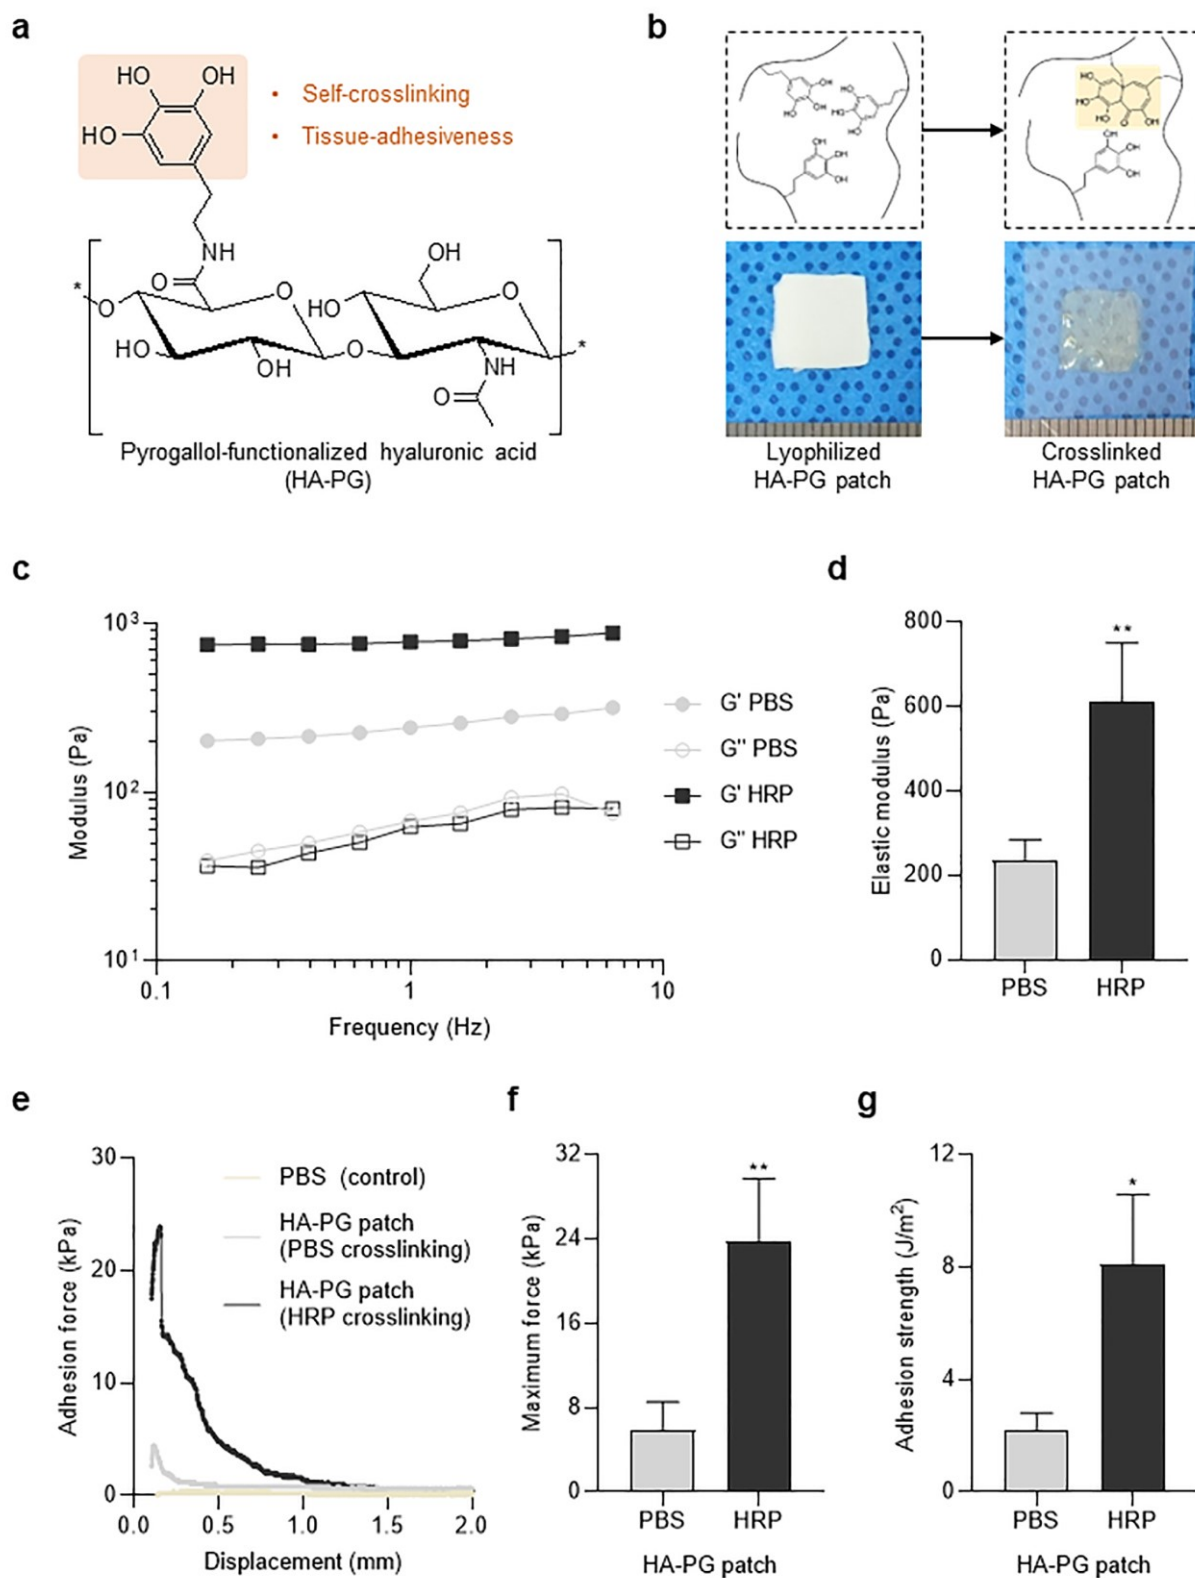 a
HO
OH
HO
• Self-crosslinking
• Tissue-adhesiveness
NH
O
OH
O
HO
O
*
O
HO
OH
O
NH
*
O
Pyrogallol-functionalized hyaluronic acid
(HA-PG)
b
Lyophilized
HA-PG patch
Crosslinked
HA-PG patch
c
Modulus (Pa)
10³
10²
10¹
0.1
1
10
Frequency (Hz)
G' PBS
G'' PBS
G' HRP
G'' HRP
d
Elastic modulus (Pa)
800
600
400
200
0
**
PBS
HRP
e
Adhesion force (kPa)
30
20
10
0
0.0
0.5
1.0
1.5
2.0
Displacement (mm)
PBS (control)
HA-PG patch
(PBS crosslinking)
HA-PG patch
(HRP crosslinking)
f
Maximum force (kPa)
32
24
16
8
0
**
PBS
HRP
HA-PG patch
g
Adhesion strength (J/m²)
12
8
4
0
*
PBS
HRP
HA-PG patch